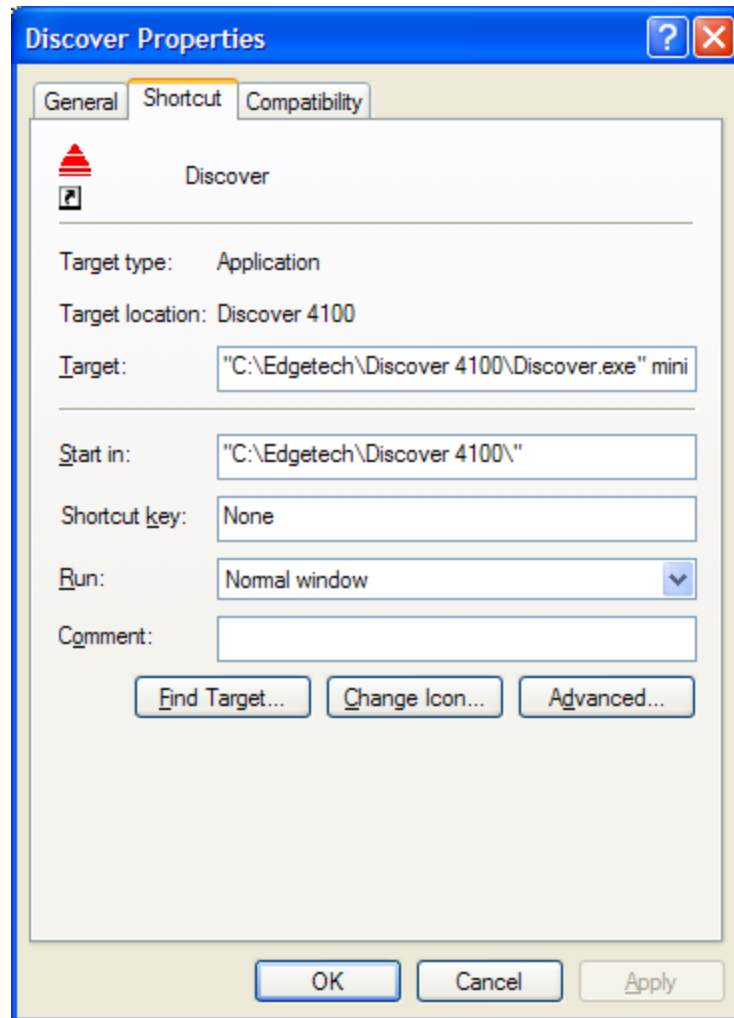 Discover Properties
General Shortcut Compatibility
Discover
Target type: Application
Target location: Discover 4100
Target: "C:\Edgetech\Discover 4100\Discover.exe" mini
Start in: "C:\Edgetech\Discover 4100\"
Shortcut key: None
Run: Normal window
Comment:
Find Target... Change Icon... Advanced...
OK Cancel Apply